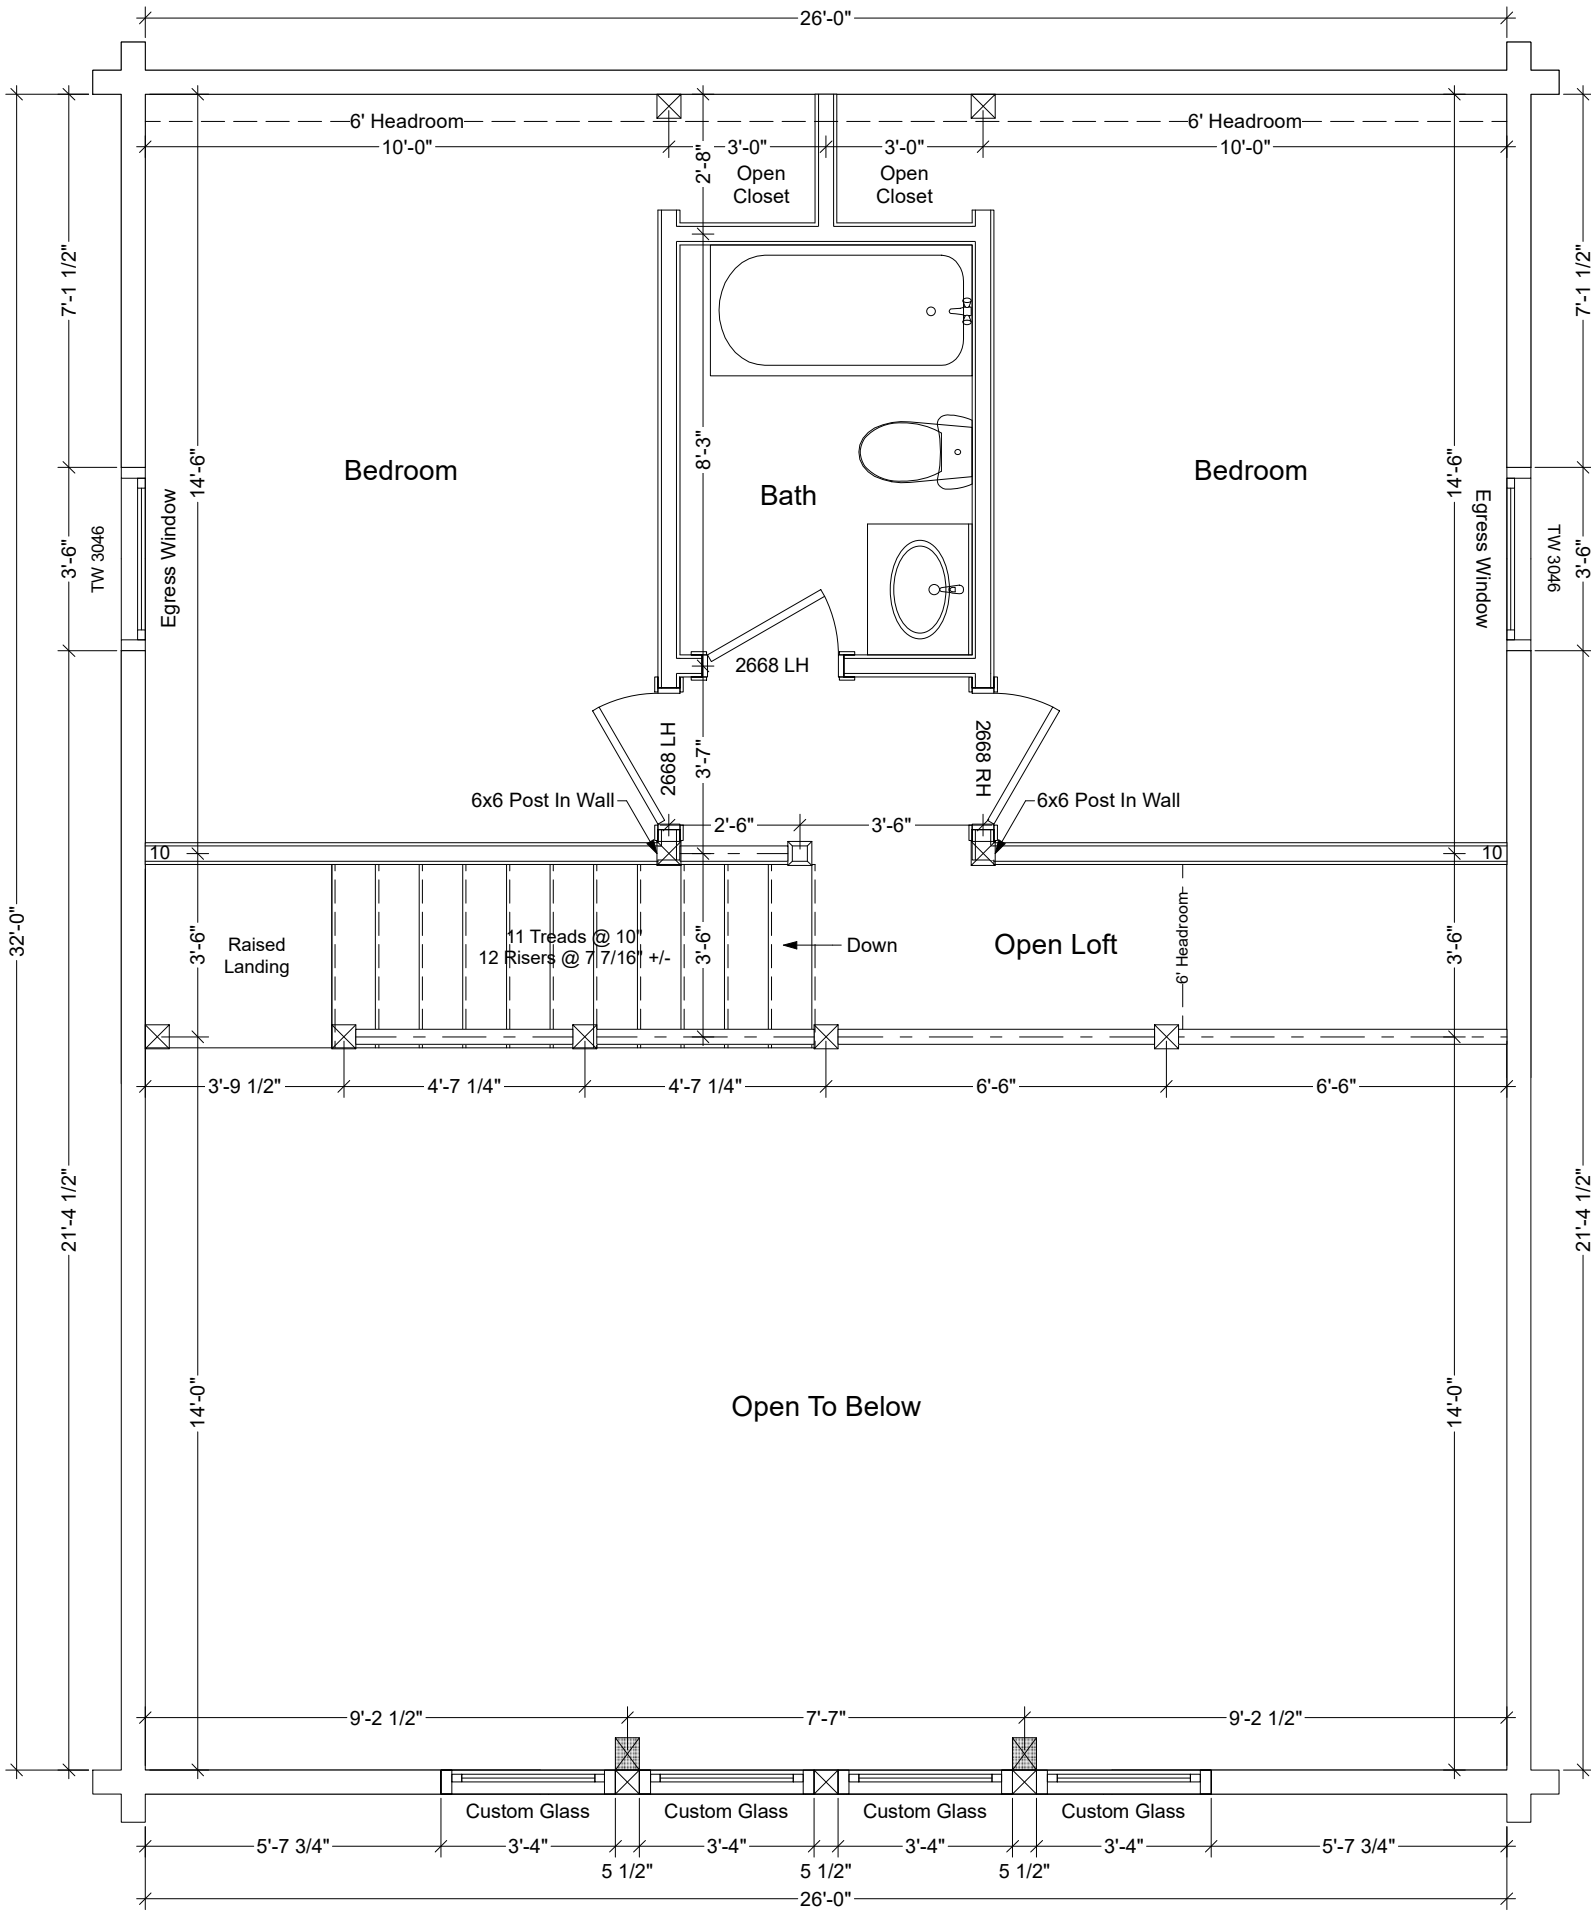 26'-0"
6' Headroom
6' Headroom
10'-0"
3'-0"
3'-0"
10'-0"
2'-8"
Open
Closet
Open
Closet
7'-1 1/2"
7'-1 1/2"
14'-6"
8'-3"
14'-6"
Bedroom
Bath
Bedroom
3'-6"
TW 3046
Egress Window
Egress Window
TW 3046
3'-6"
2668 LH
2668 LH
3'-7"
2668 RH
6x6 Post In Wall
6x6 Post In Wall
2'-6"
3'-6"
10
10
32'-0"
3'-6"
Raised
Landing
11 Treads @ 10"
12 Risers @ 7 7/16" +/-
3'-6"
Down
Open Loft
6' Headroom
3'-6"
3'-9 1/2"
4'-7 1/4"
4'-7 1/4"
6'-6"
6'-6"
21'-4 1/2"
21'-4 1/2"
14'-0"
Open To Below
14'-0"
9'-2 1/2"
7'-7"
9'-2 1/2"
Custom Glass
Custom Glass
Custom Glass
Custom Glass
5'-7 3/4"
3'-4"
3'-4"
3'-4"
3'-4"
5'-7 3/4"
5 1/2"
5 1/2"
5 1/2"
26'-0"